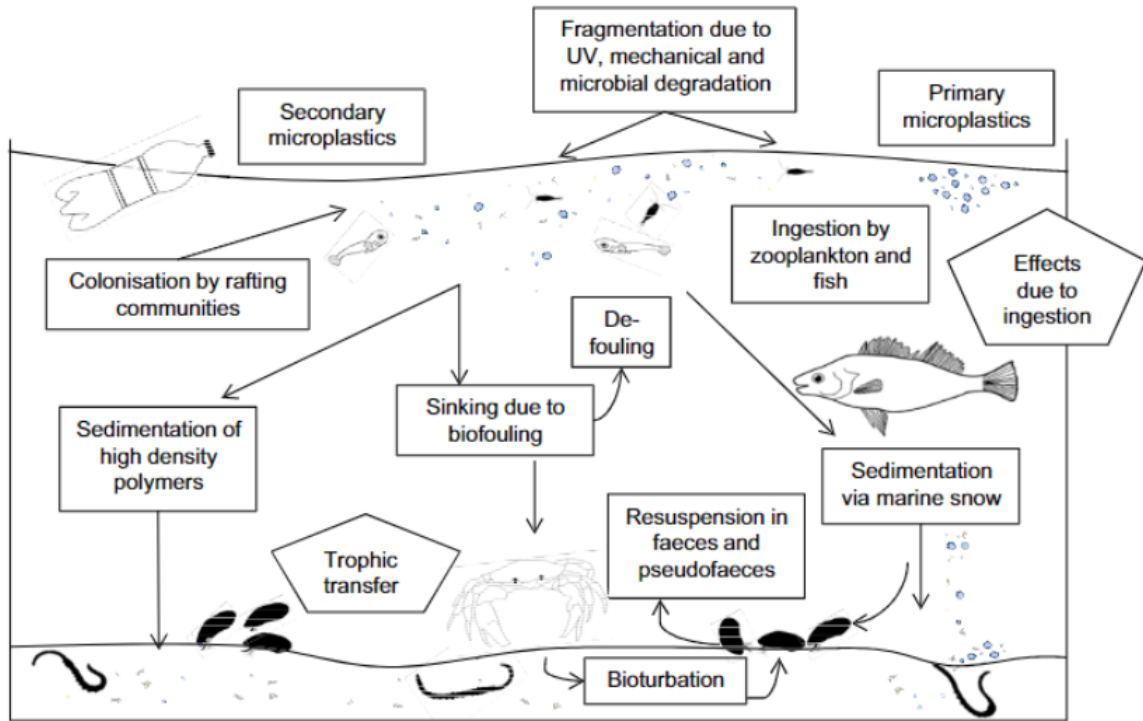 Fragmentation due to
UV, mechanical and
microbial degradation
Secondary
microplastics
Primary
microplastics
Colonisation by rafting
communities
Ingestion by
zooplankton and
fish
Effects
due to
ingestion
De-
fouling
Sedimentation of
high density
polymers
Sinking due to
biofouling
Sedimentation
via marine snow
Trophic
transfer
Resuspension in
faeces and
pseudofaeces
Bioturbation